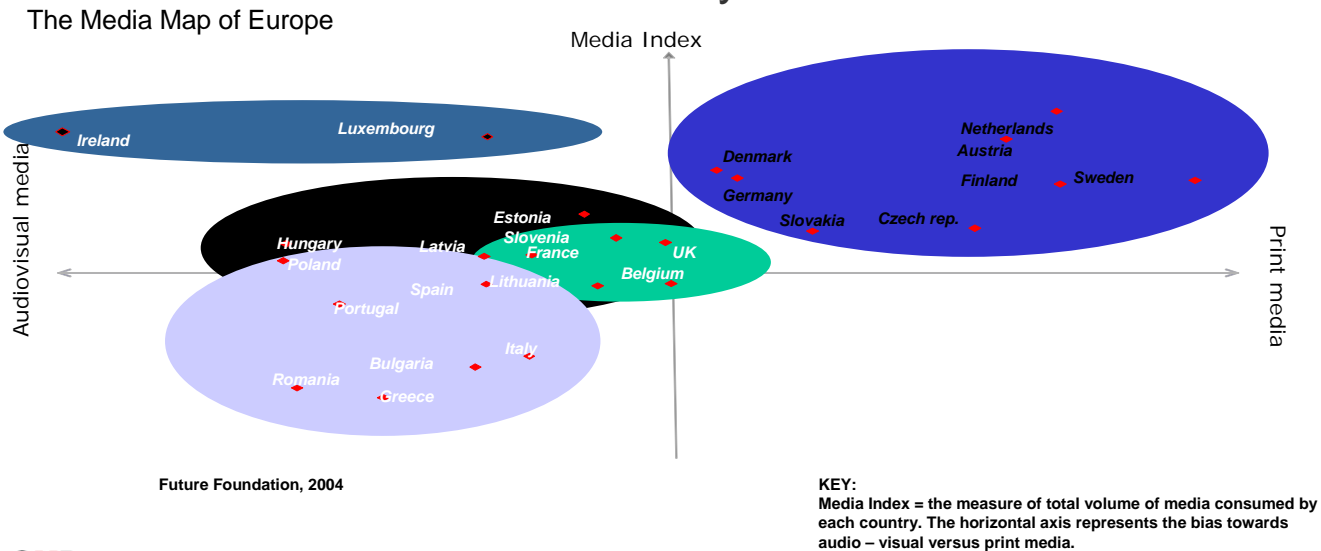 The Media Map of Europe
Media Index
Ireland
Luxembourg
Netherlands
Austria
Denmark
Germany
Finland
Sweden
Slovakia
Czech rep.
Estonia
Slovenia
Hungary
Latvia
France
UK
Poland
Belgium
Spain
Lithuania
Portugal
Italy
Bulgaria
Romania
Greece
Audiovisual media
Print media
Future Foundation, 2004
KEY:
Media Index = the measure of total volume of media consumed by
each country. The horizontal axis represents the bias towards
audio – visual versus print media.